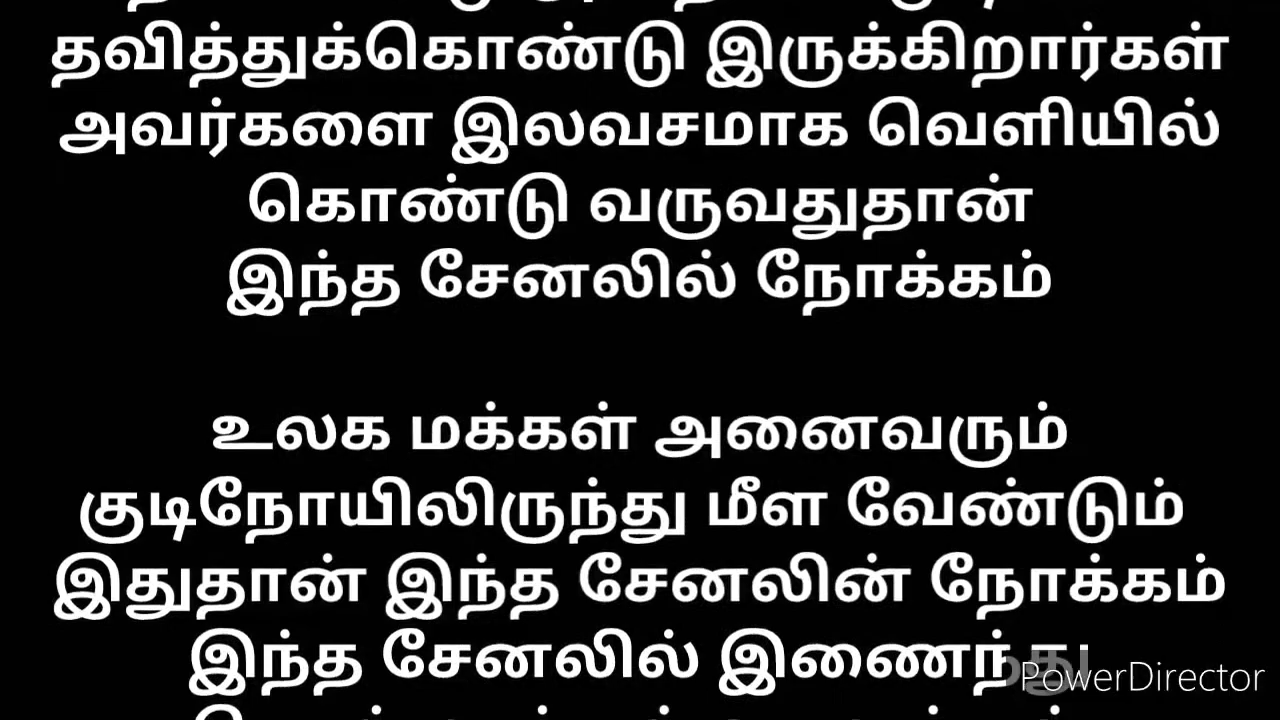 தவித்துக்கொண்டு இருக்கிறார்கள்
அவர்களை இலவசமாக வெளியில்
கொண்டு வருவதுதான்
இந்த சேனலில் நோக்கம்
உலக மக்கள் அனைவரும்
குடிநோயிலிருந்து மீள வேண்டும்
இதுதான் இந்த சேனலின் நோக்கம்
இந்த சேனலில் இணைந்து
PowerDirector